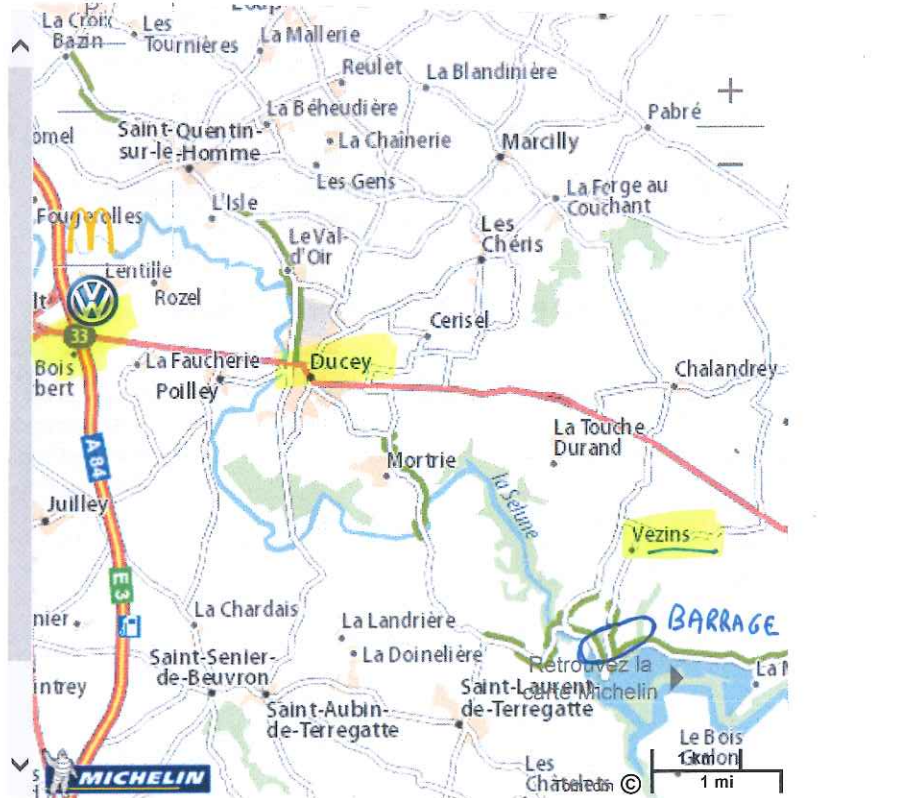 La Croix
Bazin
Les
Tournières
La Mallerie
Reulet
La Blandinière
La Béheudière
Pabré
Saint-Quentin-
sur-le-Homme
La Chainerie
Marcilly
Les Gens
La Forge au
Couchant
L'Isle
Fougerolles
Les
Chéris
Le Val-
d'Oir
Lentille
Rozel
33
Cerisel
Bois
bert
La Faucherie
Ducey
Poilley
Chalandrey
La Touche
Durand
A 84
Mortrie
la Sélune
Juilley
Vezins
E 3
La Chardais
La Landrière
BARRAGE
nier
La Doinelière
Saint-Senier-
de-Beuvron
Retrouvez la
carte Michelin
intrey
Saint-Laurent-
de-Terregatte
Saint-Aubin-
de-Terregatte
Le Bois
1 km
1 mi
MICHELIN
Les
©